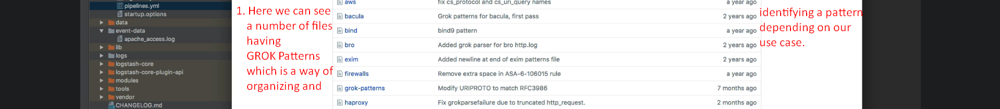 pipelines.yml
startup.options
data
event-data
apache_access.log
lib
logs
logstash-core
logstash-core-plugin-api
modules
tools
vendor
CHANGELOG.md
1. Here we can see
a number of files
having
GROK Patterns
which is a way of
organizing and
aws fix cs_protocol and cs_uri_query names a year ago
bacula Grok patterns for bacula, first pass 2 years ago
bind bind9 pattern a year ago
bro Added grok parser for bro http.log 2 years ago
exim Added newline at end of exim patterns file 2 years ago
firewalls Remove extra space in ASA-6-106015 rule a year ago
grok-patterns Modify URIPROTO to match RFC3986 7 months ago
haproxy Fix grokparsefailure due to truncated http_request. 2 months ago
identifying a pattern
depending on our
use case.